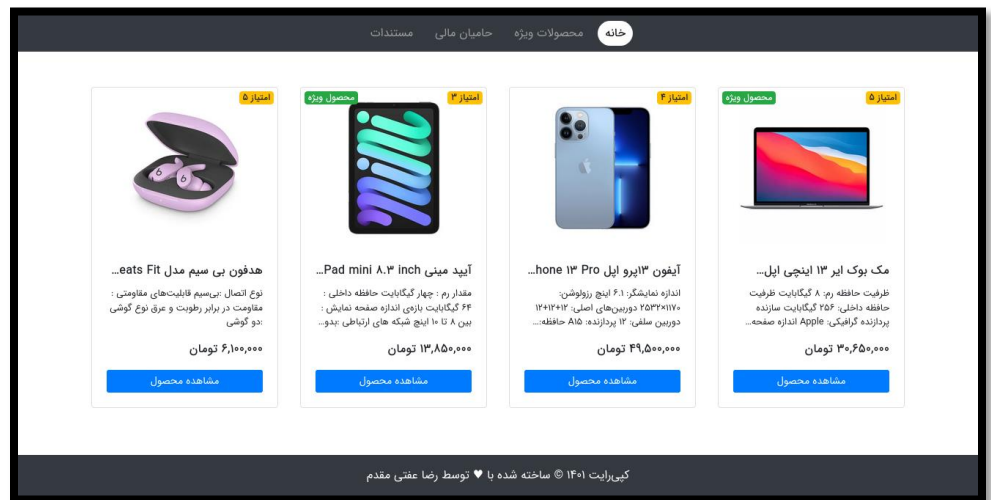 خانه محصولات ویژه حامیان مالی مستندات
امتیاز ۵
محصول ویژه
مک بوک ایر ۱۳ اینچی اپل...
ظرفیت حافظه رم: ۸ گیگابایت ظرفیت
حافظه داخلی: ۲۵۶ گیگابایت سازنده
پردازنده گرافیکی: Apple اندازه صفحه...
۳۰,۶۵۰,۰۰۰ تومان
مشاهده محصول
امتیاز ۴
آیفون ۱۳پرو اپل hone ۱۳ Pro...
اندازه نمایشگر: ۶.۱ اینچ رزولوشن:
۲۵۳۲×۱۱۷۰ دوربین‌های اصلی: ۱۲+۱۲+۱۲
دوربین سلفی: ۱۲ پردازنده: A۱۵ حافظه:...
۴۹,۵۰۰,۰۰۰ تومان
مشاهده محصول
امتیاز ۳
محصول ویژه
آیپد مینی Pad mini ۸.۳ inch...
مقدار رم : چهار گیگابایت حافظه داخلی :
۶۴ گیگابایت بازه‌ی اندازه صفحه نمایش :
بین ۸ تا ۱۰ اینچ شبکه های ارتباطی :بدو...
۱۳,۸۵۰,۰۰۰ تومان
مشاهده محصول
امتیاز ۵
هدفون بی سیم مدل eats Fit...
نوع اتصال :بی‌سیم قابلیت‌های مقاومتی :
مقاومت در برابر رطوبت و عرق نوع گوشی
:دو گوشی
۶,۱۰۰,۰۰۰ تومان
مشاهده محصول
کپی‌رایت ۱۴۰۱ © ساخته شده با ♥ توسط رضا عفتی مقدم